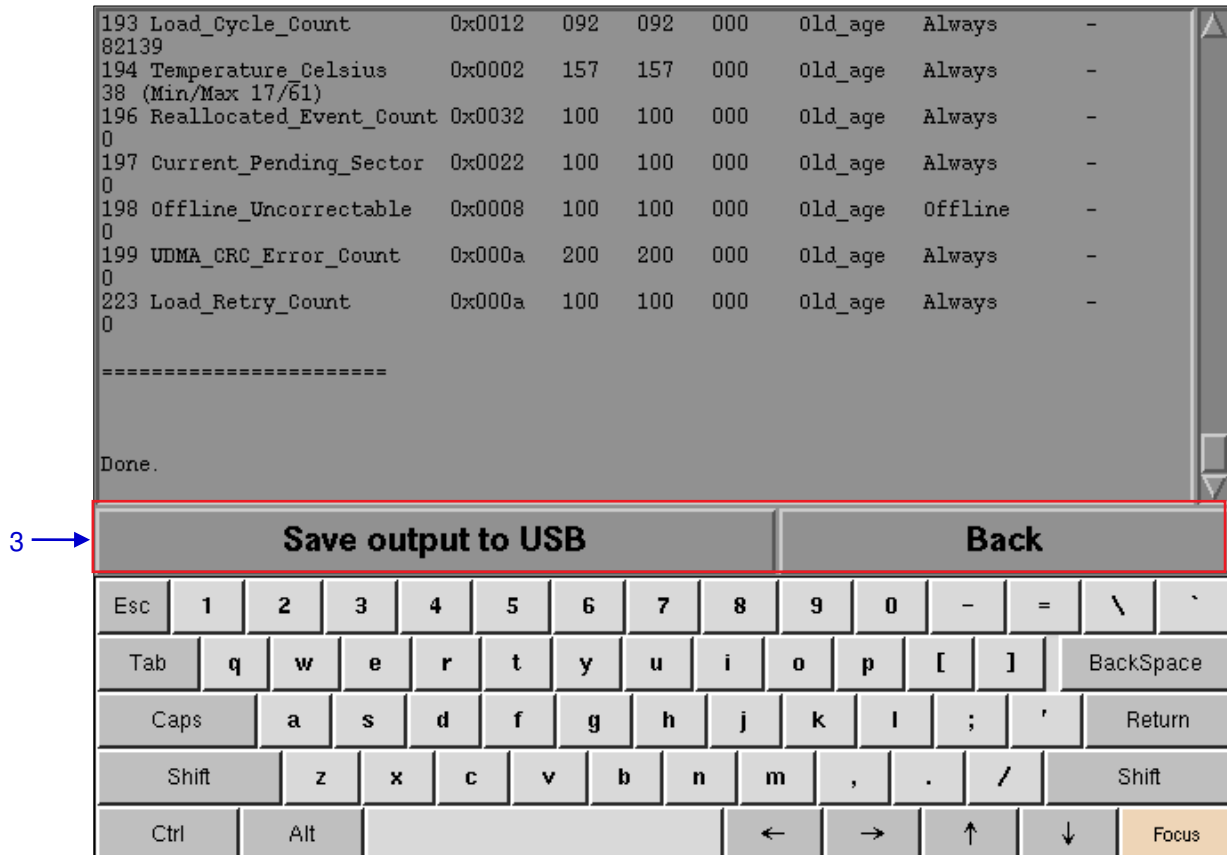 193 Load_Cycle_Count 0x0012 092 092 000 Old_age Always -
82139
194 Temperature_Celsius 0x0002 157 157 000 Old_age Always -
38 (Min/Max 17/61)
196 Reallocated_Event_Count 0x0032 100 100 000 Old_age Always -
0
197 Current_Pending_Sector 0x0022 100 100 000 Old_age Always -
0
198 Offline_Uncorrectable 0x0008 100 100 000 Old_age Offline -
0
199 UDMA_CRC_Error_Count 0x000a 200 200 000 Old_age Always -
0
223 Load_Retry_Count 0x000a 100 100 000 Old_age Always -
0
=======================
Done.
3 Save output to USB Back
Esc 1 2 3 4 5 6 7 8 9 0 - = \ `
Tab q w e r t y u i o p [ ] BackSpace
Caps a s d f g h j k l ; ' Return
Shift z x c v b n m , . / Shift
Ctrl Alt ← → ↑ ↓ Focus